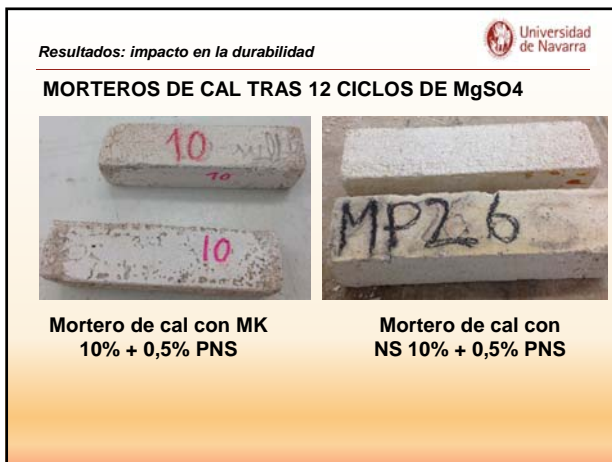 Universidad
de Navarra
Resultados: impacto en la durabilidad
MORTEROS DE CAL TRAS 12 CICLOS DE MgSO4
10
10
10
MP2 6
Mortero de cal con MK
10% + 0,5% PNS
Mortero de cal con
NS 10% + 0,5% PNS